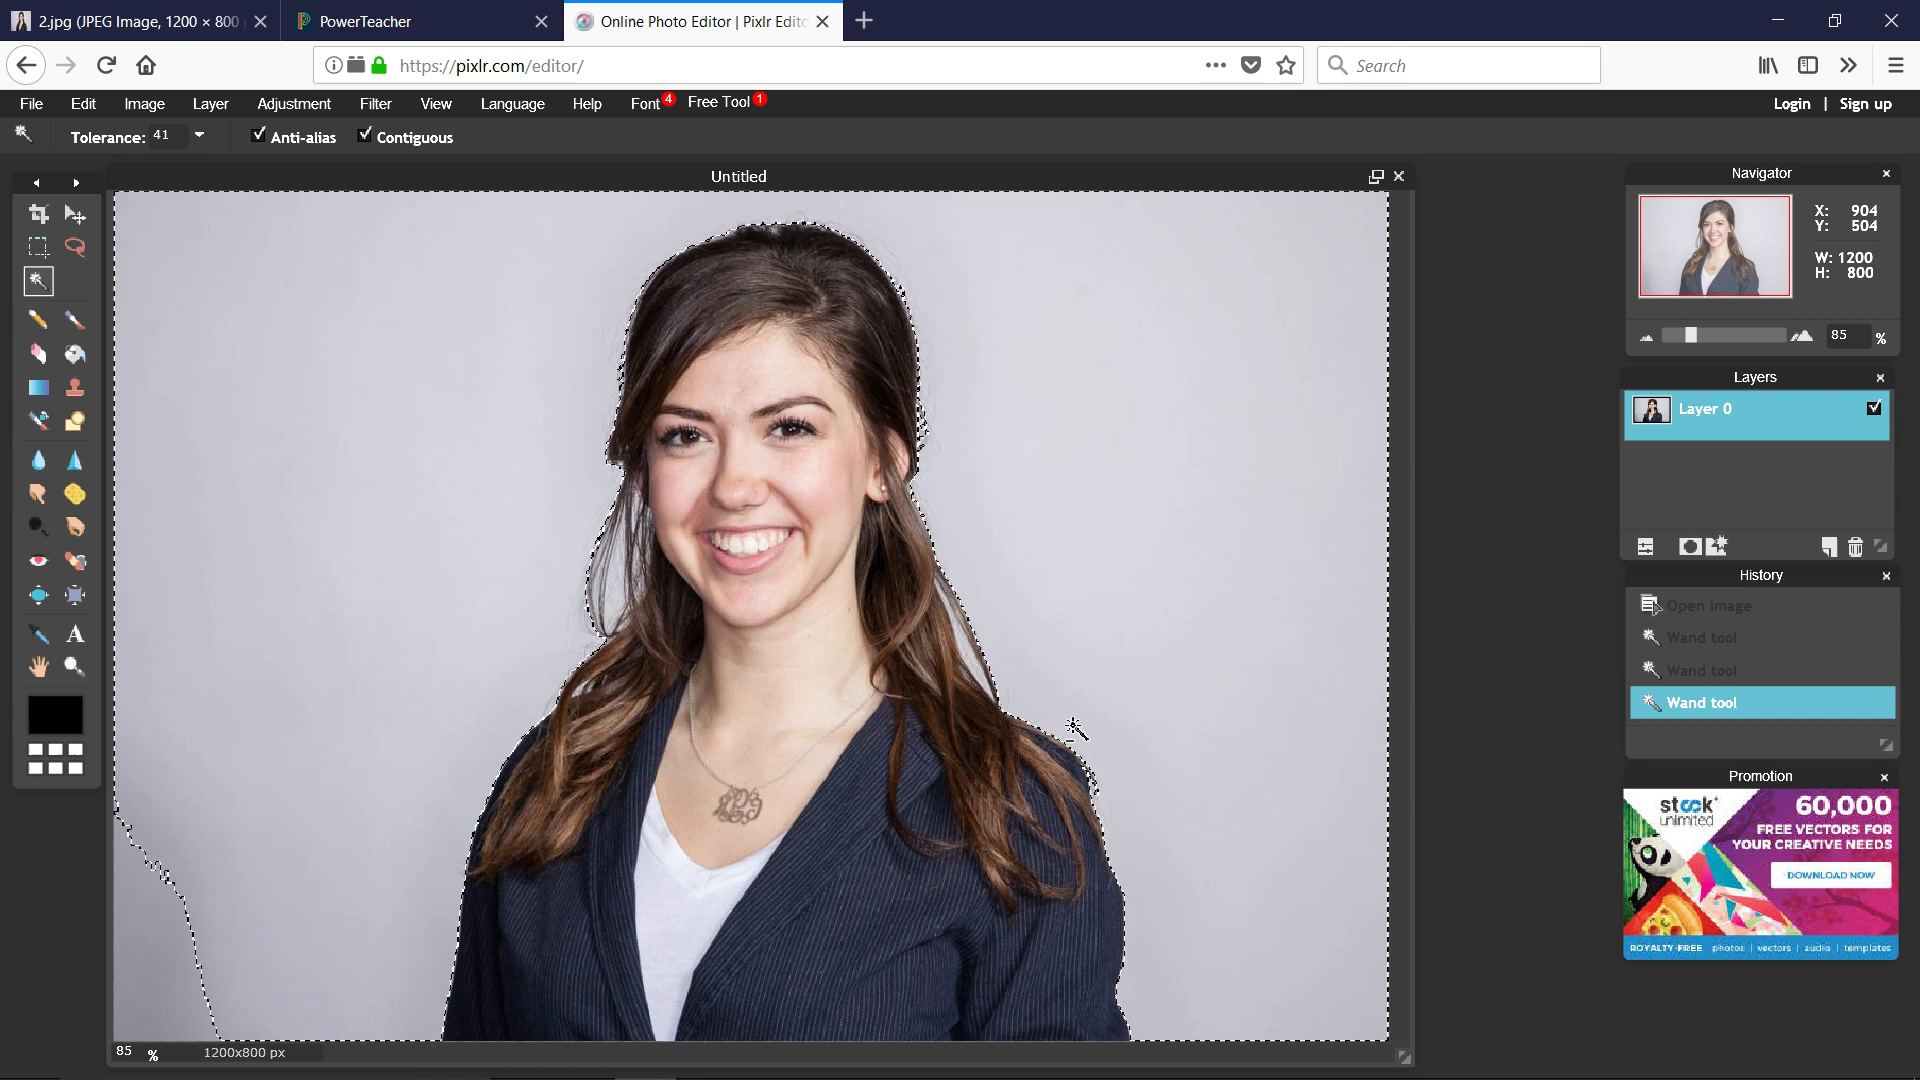 2.jpg (JPEG Image, 1200 × 800
PowerTeacher
Online Photo Editor | Pixlr Edito
https://pixlr.com/editor/
Search
File Edit Image Layer Adjustment Filter View Language Help Font 4 Free Tool 1
Login | Sign up
Tolerance: 41 Anti-alias Contiguous
Untitled
Navigator
X: 904
Y: 504
W: 1200
H: 800
85 %
Layers
Layer 0
History
Open image
Wand tool
Wand tool
Wand tool
A
Promotion
stock
unlimited
60,000
FREE VECTORS FOR
YOUR CREATIVE NEEDS
DOWNLOAD NOW
ROYALTY-FREE photos | vectors | audio | templates
85 % 1200x800 px